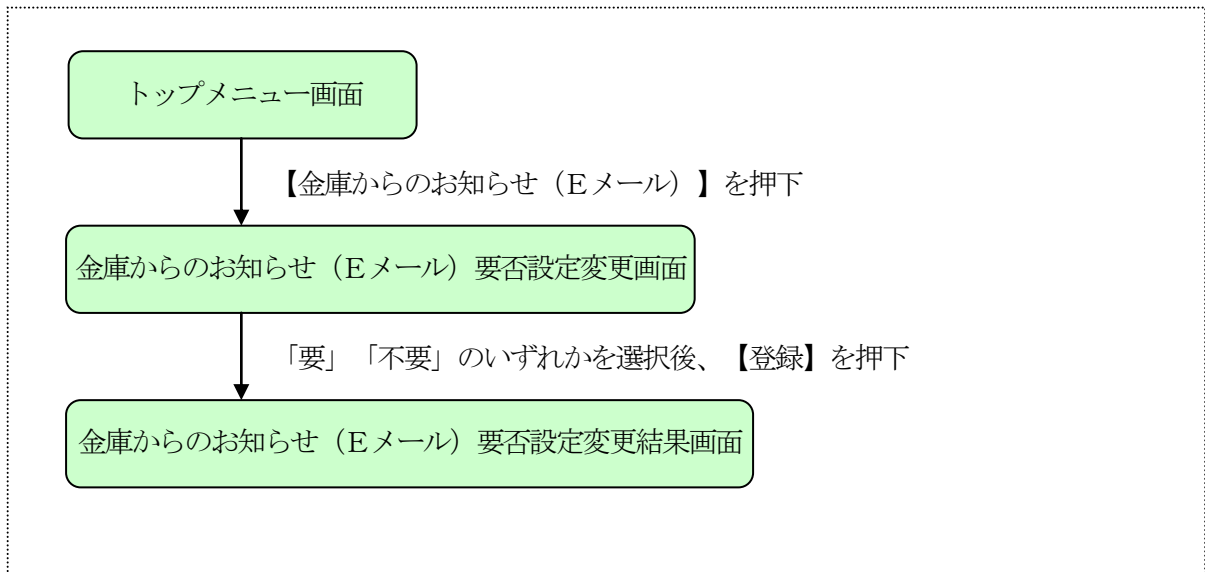 トップメニュー画面
【金庫からのお知らせ（Ｅメール）】を押下
金庫からのお知らせ（Ｅメール）要否設定変更画面
「要」「不要」のいずれかを選択後、【登録】を押下
金庫からのお知らせ（Ｅメール）要否設定変更結果画面